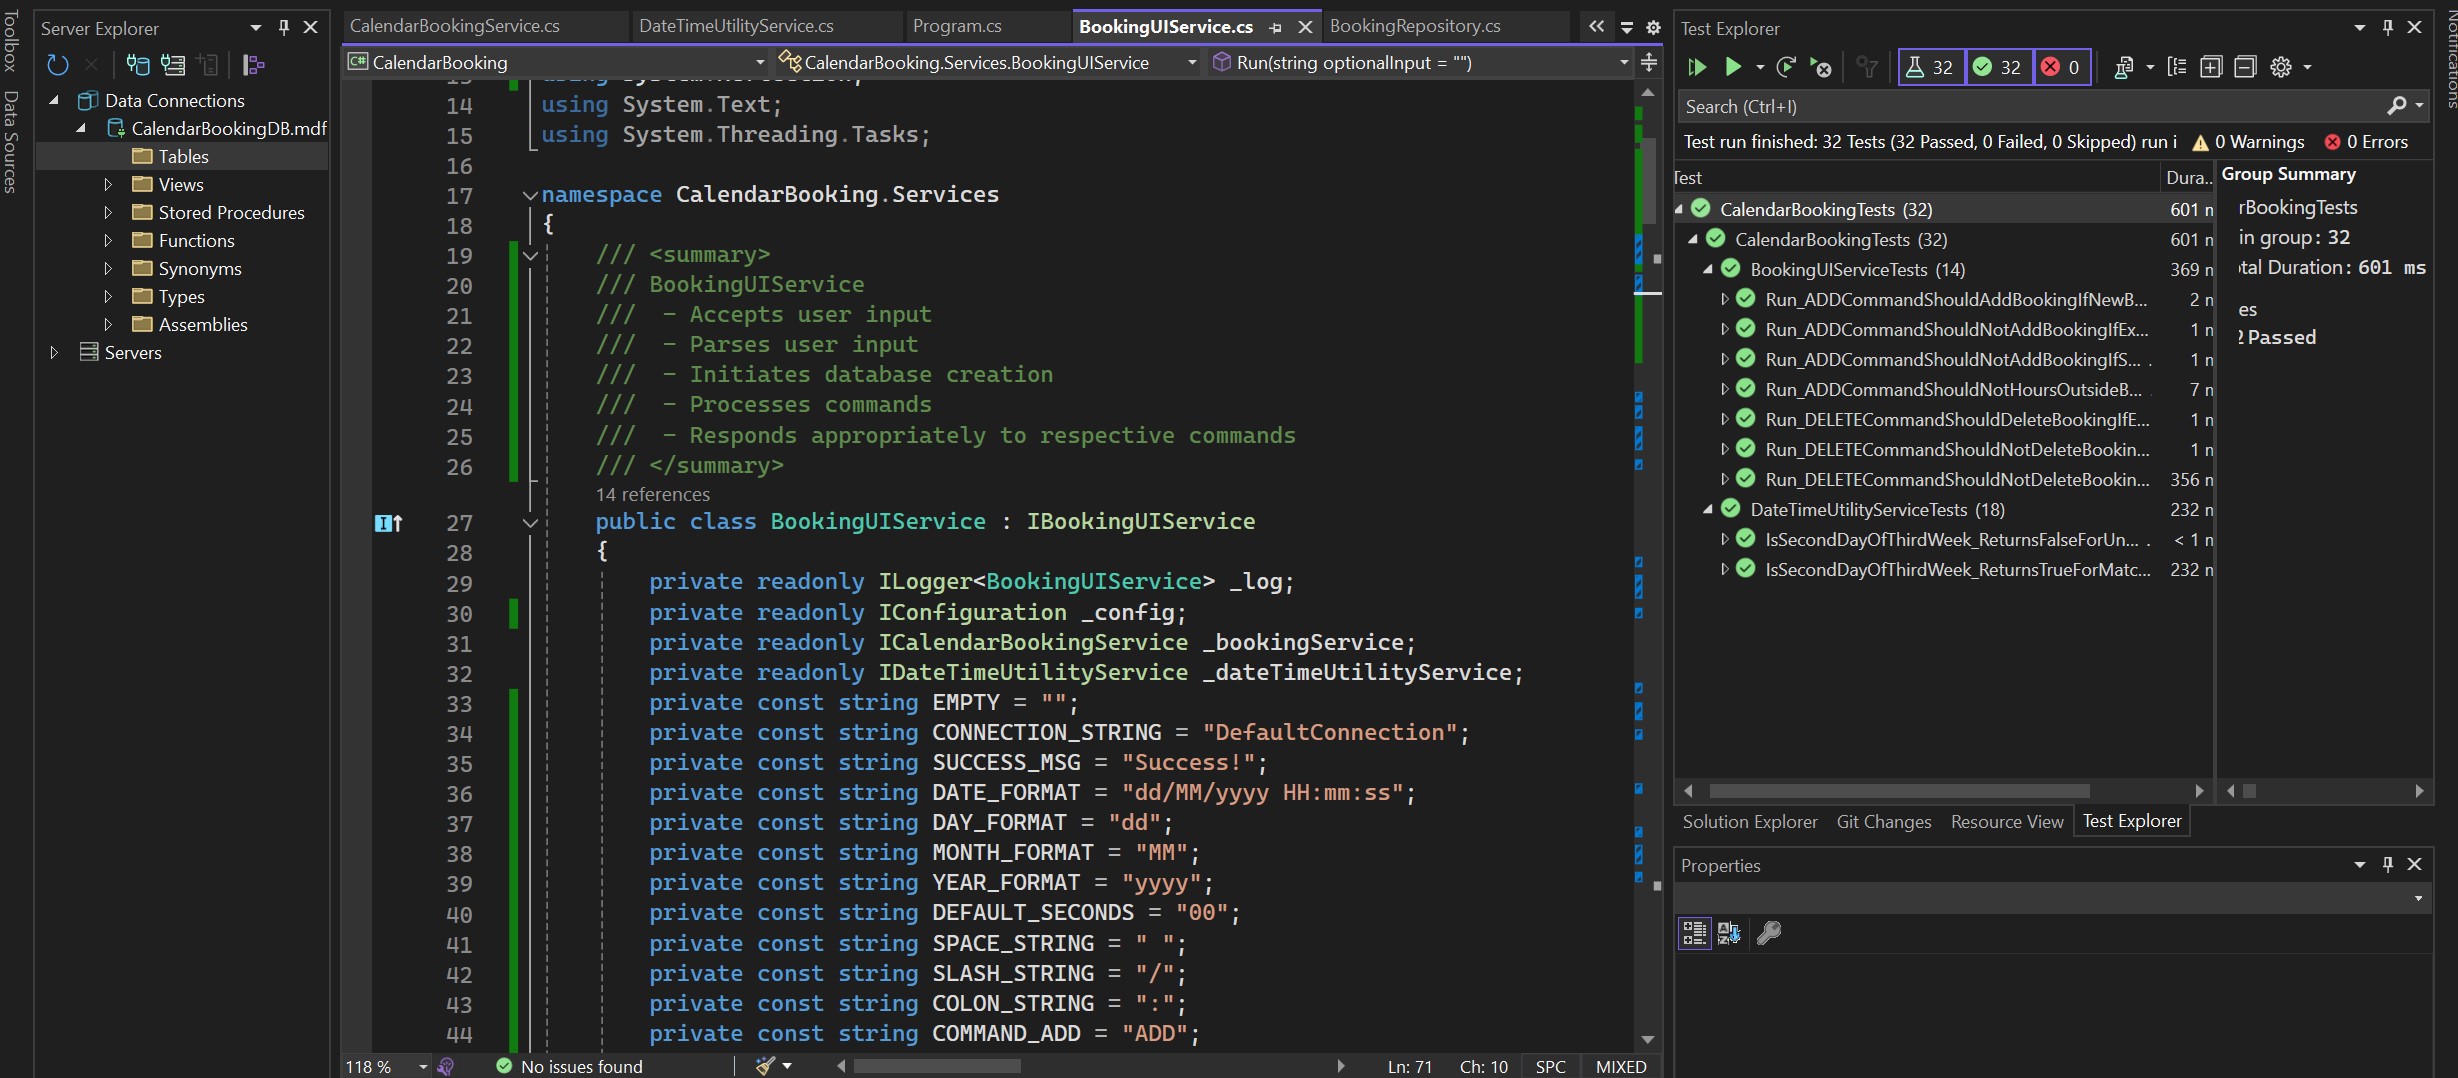 Toolbox
Data Sources
Server Explorer
Data Connections
CalendarBookingDB.mdf
Tables
Views
Stored Procedures
Functions
Synonyms
Types
Assemblies
Servers
CalendarBookingService.cs
DateTimeUtilityService.cs
Program.cs
BookingUIService.cs
BookingRepository.cs
C# CalendarBooking
CalendarBooking.Services.BookingUIService
Run(string optionalInput = "")
14 using System.Text;
15 using System.Threading.Tasks;
16
17 namespace CalendarBooking.Services
18 {
19 /// <summary>
20 /// BookingUIService
21 /// - Accepts user input
22 /// - Parses user input
23 /// - Initiates database creation
24 /// - Processes commands
25 /// - Responds appropriately to respective commands
26 /// </summary>
14 references
27 public class BookingUIService : IBookingUIService
28 {
29 private readonly ILogger<BookingUIService> _log;
30 private readonly IConfiguration _config;
31 private readonly ICalendarBookingService _bookingService;
32 private readonly IDateTimeUtilityService _dateTimeUtilityService;
33 private const string EMPTY = "";
34 private const string CONNECTION_STRING = "DefaultConnection";
35 private const string SUCCESS_MSG = "Success!";
36 private const string DATE_FORMAT = "dd/MM/yyyy HH:mm:ss";
37 private const string DAY_FORMAT = "dd";
38 private const string MONTH_FORMAT = "MM";
39 private const string YEAR_FORMAT = "yyyy";
40 private const string DEFAULT_SECONDS = "00";
41 private const string SPACE_STRING = " ";
42 private const string SLASH_STRING = "/";
43 private const string COLON_STRING = ":";
44 private const string COMMAND_ADD = "ADD";
118 %
No issues found
Ln: 71 Ch: 10 SPC MIXED
Test Explorer
32 32 0
Search (Ctrl+I)
Test run finished: 32 Tests (32 Passed, 0 Failed, 0 Skipped) run i 0 Warnings 0 Errors
Test Dura..
CalendarBookingTests (32) 601 m
CalendarBookingTests (32) 601 m
BookingUIServiceTests (14) 369 m
Run_ADDCommandShouldAddBookingIfNewB... 2 m
Run_ADDCommandShouldNotAddBookingIfEx... 1 m
Run_ADDCommandShouldNotAddBookingIfS... 1 m
Run_ADDCommandShouldNotHoursOutsideB... 7 m
Run_DELETECommandShouldDeleteBookingIfE... 1 m
Run_DELETECommandShouldNotDeleteBookin... 1 m
Run_DELETECommandShouldNotDeleteBookin... 356 m
DateTimeUtilityServiceTests (18) 232 m
IsSecondDayOfThirdWeek_ReturnsFalseForUn... < 1 m
IsSecondDayOfThirdWeek_ReturnsTrueForMatc... 232 m
Group Summary
rBookingTests
in group: 32
tal Duration: 601 ms
es
2 Passed
Solution Explorer Git Changes Resource View Test Explorer
Properties
Notifications